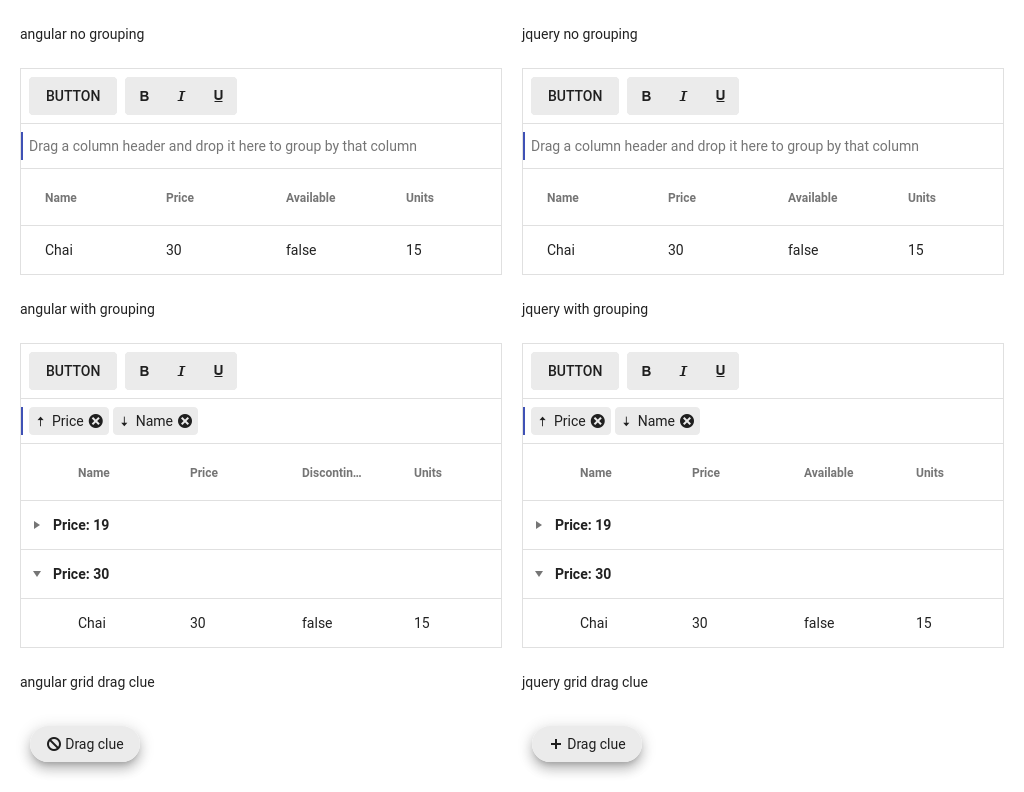 angular no grouping
BUTTON B I U
Drag a column header and drop it here to group by that column
Name Price Available Units
Chai 30 false 15
jquery no grouping
BUTTON B I U
Drag a column header and drop it here to group by that column
Name Price Available Units
Chai 30 false 15
angular with grouping
BUTTON B I U
Price Name
Name Price Discontin... Units
Price: 19
Price: 30
Chai 30 false 15
jquery with grouping
BUTTON B I U
Price Name
Name Price Available Units
Price: 19
Price: 30
Chai 30 false 15
angular grid drag clue
Drag clue
jquery grid drag clue
Drag clue